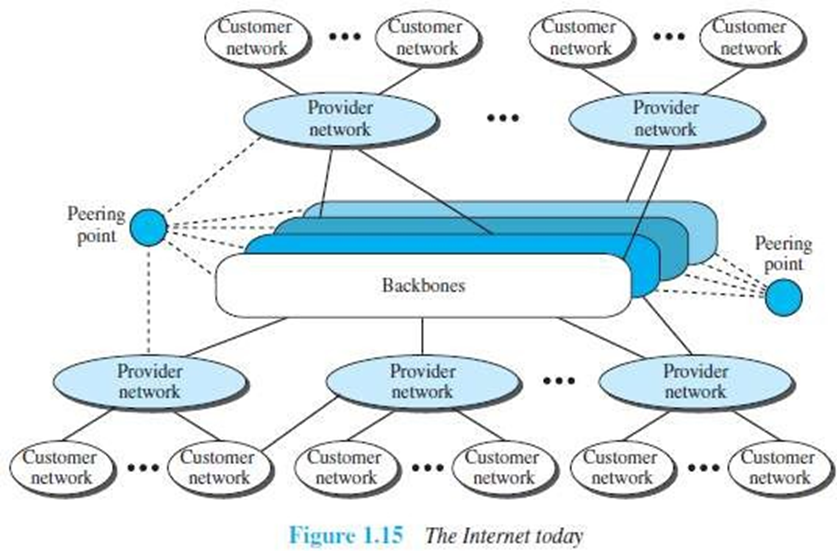 Customer
network
•••
Customer
network
Customer
network
•••
Customer
network
Provider
network
•••
Provider
network
Peering
point
Peering
point
Backbones
Provider
network
Provider
network
•••
Provider
network
Customer
network
•••
Customer
network
Customer
network
•••
Customer
network
Customer
network
•••
Customer
network
Figure 1.15 The Internet today